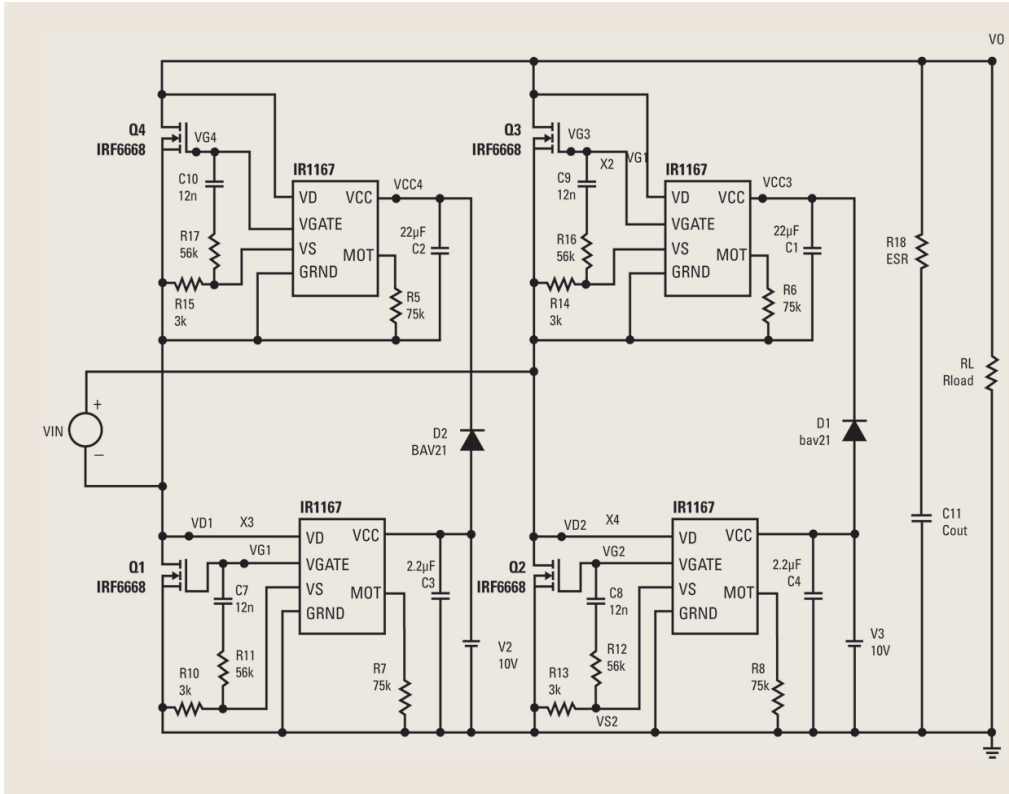 VO
Q4
IRF6668
VG4
C10
12n
R17
56k
R15
3k
IR1167
VD
VCC
VGATE
VS
MOT
GRND
VCC4
22µF
C2
R5
75k
Q3
IRF6668
VG3
X2
VG1
C9
12n
R16
56k
R14
3k
IR1167
VD
VCC
VGATE
VS
MOT
GRND
VCC3
22µF
C1
R6
75k
R18
ESR
RL
Rload
VIN
+
–
D2
BAV21
D1
bav21
Q1
IRF6668
VD1
X3
VG1
C7
12n
R11
56k
R10
3k
IR1167
VD
VCC
VGATE
VS
MOT
GRND
2.2µF
C3
R7
75k
V2
10V
Q2
IRF6668
VD2
X4
VG2
C8
12n
R12
56k
R13
3k
VS2
IR1167
VD
VCC
VGATE
VS
MOT
GRND
2.2µF
C4
R8
75k
V3
10V
C11
Cout